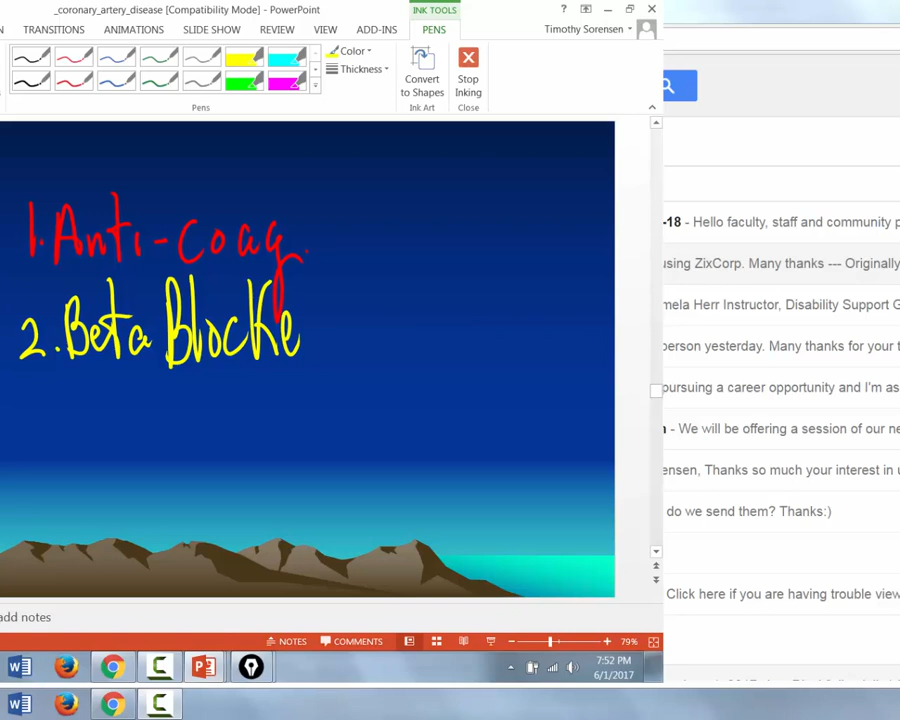 _coronary_artery_disease [Compatibility Mode] - PowerPoint
INK TOOLS
?
TRANSITIONS ANIMATIONS SLIDE SHOW REVIEW VIEW ADD-INS PENS
Timothy Sorensen
Color
Thickness
Convert to Shapes
Stop Inking
Pens
Ink Art
Close
1. Anti-coag.
2. Beta Blocke
-18 - Hello faculty, staff and community p
using ZixCorp. Many thanks --- Originally
mela Herr Instructor, Disability Support G
person yesterday. Many thanks for your t
pursuing a career opportunity and I'm as
n - We will be offering a session of our ne
ensen, Thanks so much your interest in u
do we send them? Thanks:)
Click here if you are having trouble view
add notes
NOTES COMMENTS 79%
7:52 PM
6/1/2017